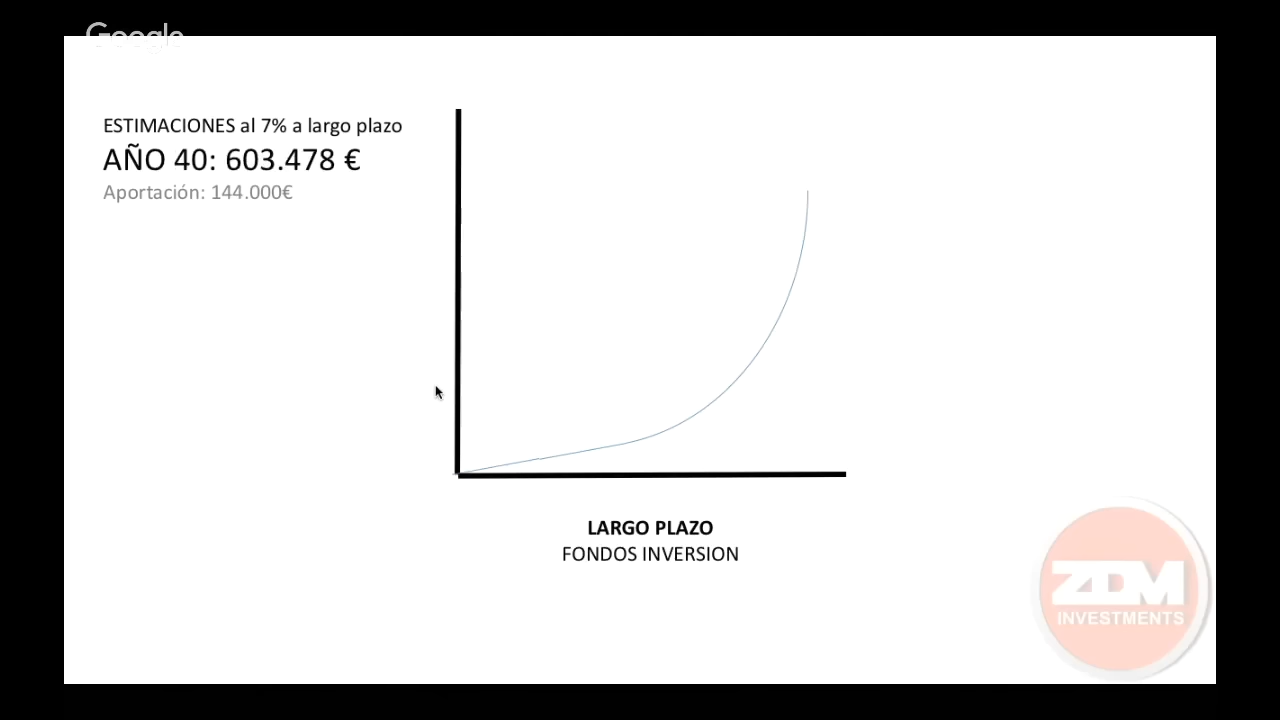 Google
ESTIMACIONES al 7% a largo plazo
AÑO 40: 603.478 €
Aportación: 144.000€
LARGO PLAZO
FONDOS INVERSION
ZDM
INVESTMENTS